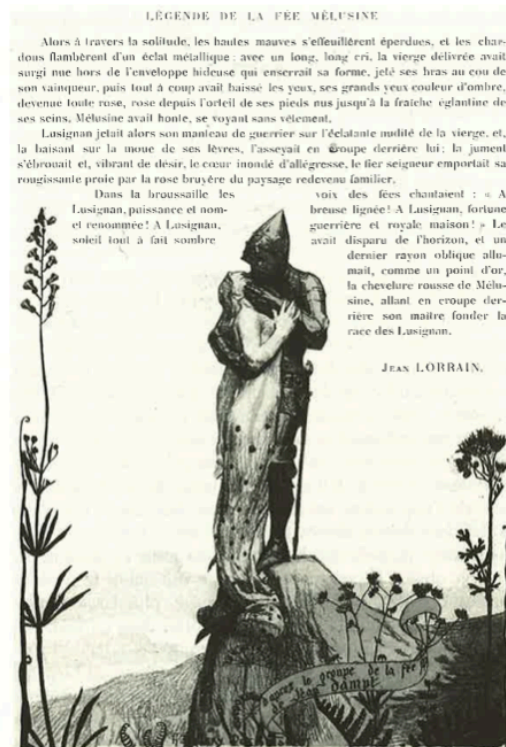 LÉGENDE DE LA FÉE MÉLUSINE
Alors à travers la solitude, les hautes mauves s'effeuillèrent éperdues, et les char-
dons flambèrent d'un éclat métallique : avec un long, long cri, la vierge délivrée avait
surgi nue hors de l'enveloppe hideuse qui enserrait sa forme, jeté ses bras au cou de
son vainqueur, puis tout à coup avait baissé les yeux, ses grands yeux couleur d'ombre,
devenue toute rose, rose depuis l'orteil de ses pieds nus jusqu'à la fraîche églantine de
ses seins. Mélusine avait honte, se voyant sans vêtement.
Lusignan jetait alors son manteau de guerrier sur l'éclatante nudité de la vierge, et,
la baisant sur la moue de ses lèvres, l'asseyait en croupe derrière lui; la jument
s'ébrouait et, vibrant de désir, le cœur inondé d'allégresse, le fier seigneur emportait sa
rougissante proie par la rose bruyère du paysage redevenu familier.
Dans la broussaille les voix des fées chantaient : « A
Lusignan, puissance et nom- breuse lignée! A Lusignan, fortune
et renommée! A Lusignan, guerrière et royale maison! » Le
soleil tout à fait sombre avait disparu de l'horizon, et un
dernier rayon oblique allu-
mait, comme un point d'or,
la chevelure rousse de Mélu-
sine, allant en croupe der-
rière son maître fonder la
race des Lusignan.
JEAN LORRAIN.
d'après le groupe de la fée
de Jean Dampt